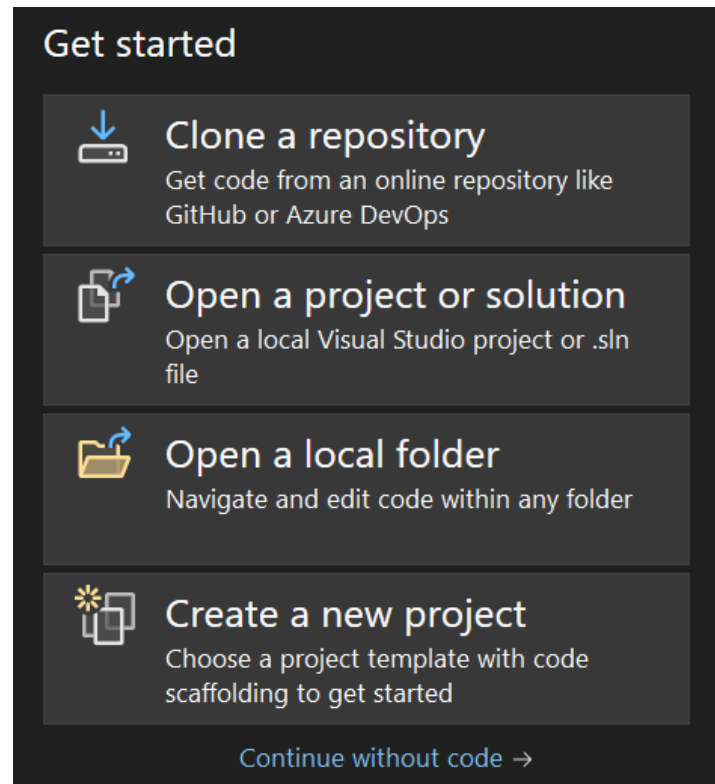 Get started
Clone a repository
Get code from an online repository like
GitHub or Azure DevOps
Open a project or solution
Open a local Visual Studio project or .sln
file
Open a local folder
Navigate and edit code within any folder
Create a new project
Choose a project template with code
scaffolding to get started
Continue without code →